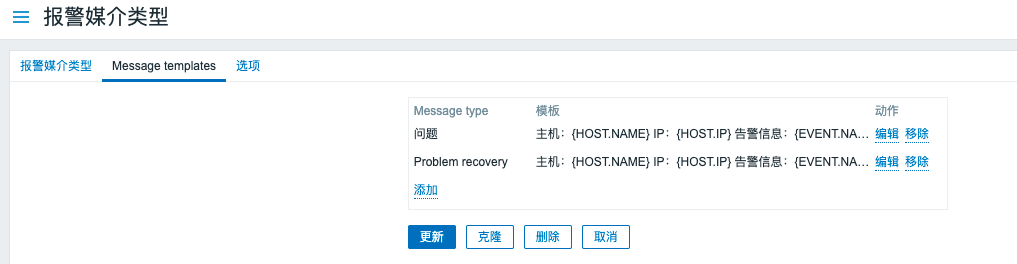 报警媒介类型
报警媒介类型 Message templates 选项
Message type 模板 动作
问题 主机：{HOST.NAME} IP：{HOST.IP} 告警信息：{EVENT.NA... 编辑 移除
Problem recovery 主机：{HOST.NAME} IP：{HOST.IP} 告警信息：{EVENT.NA... 编辑 移除
添加
更新 克隆 删除 取消